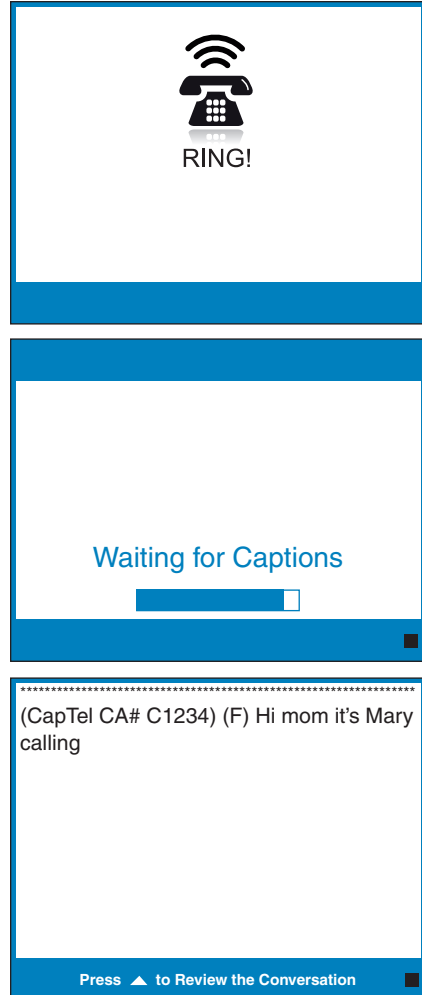 RING!
Waiting for Captions
******************************************************************
(CapTel CA# C1234) (F) Hi mom it's Mary
calling
Press ▲ to Review the Conversation